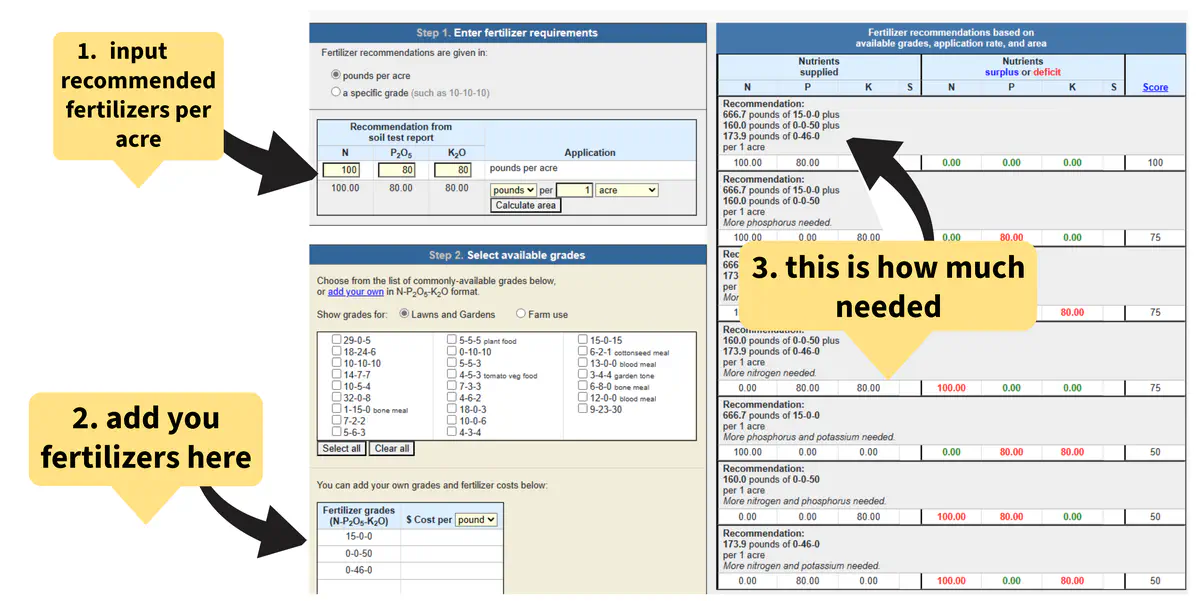 1. input
recommended
fertilizers per
acre
2. add you
fertilizers here
Step 1. Enter fertilizer requirements
Fertilizer recommendations are given in:
pounds per acre
a specific grade (such as 10-10-10)
Recommendation from
soil test report
N P₂O₅ K₂O Application
100 80 80 pounds per acre
100.00 80.00 80.00 pounds per 1 acre
Calculate area
Step 2. Select available grades
Choose from the list of commonly-available grades below,
or add your own in N-P₂O₅-K₂O format.
Show grades for: Lawns and Gardens Farm use
29-0-5 5-5-5 plant food 15-0-15
18-24-6 0-10-10 6-2-1 cottonseed meal
10-10-10 5-5-3 13-0-0 blood meal
14-7-7 4-5-3 tomato veg food 3-4-4 garden tone
10-5-4 7-3-3 6-8-0 bone meal
32-0-8 4-6-2 12-0-0 blood meal
1-15-0 bone meal 18-0-3 9-23-30
7-2-2 10-0-6
5-6-3 4-3-4
Select all Clear all
You can add your own grades and fertilizer costs below:
Fertilizer grades
(N-P₂O₅-K₂O) $ Cost per pound
15-0-0
0-0-50
0-46-0
Fertilizer recommendations based on
available grades, application rate, and area
Nutrients Nutrients
supplied surplus or deficit
N P K S N P K S Score
Recommendation:
666.7 pounds of 15-0-0 plus
160.0 pounds of 0-0-50 plus
173.9 pounds of 0-46-0
per 1 acre
100.00 80.00 0.00 0.00 0.00 100
Recommendation:
666.7 pounds of 15-0-0 plus
160.0 pounds of 0-0-50
per 1 acre
More phosphorus needed.
100.00 0.00 80.00 0.00 80.00 0.00 75
3. this is how much
needed
80.00 75
160.0 pounds of 0-0-50 plus
173.9 pounds of 0-46-0
per 1 acre
More nitrogen needed.
0.00 80.00 80.00 100.00 0.00 0.00 75
Recommendation:
666.7 pounds of 15-0-0
per 1 acre
More phosphorus and potassium needed.
100.00 0.00 0.00 0.00 80.00 80.00 50
Recommendation:
160.0 pounds of 0-0-50
per 1 acre
More nitrogen and phosphorus needed.
0.00 0.00 80.00 100.00 80.00 0.00 50
Recommendation:
173.9 pounds of 0-46-0
per 1 acre
More nitrogen and potassium needed.
0.00 80.00 0.00 100.00 0.00 80.00 50